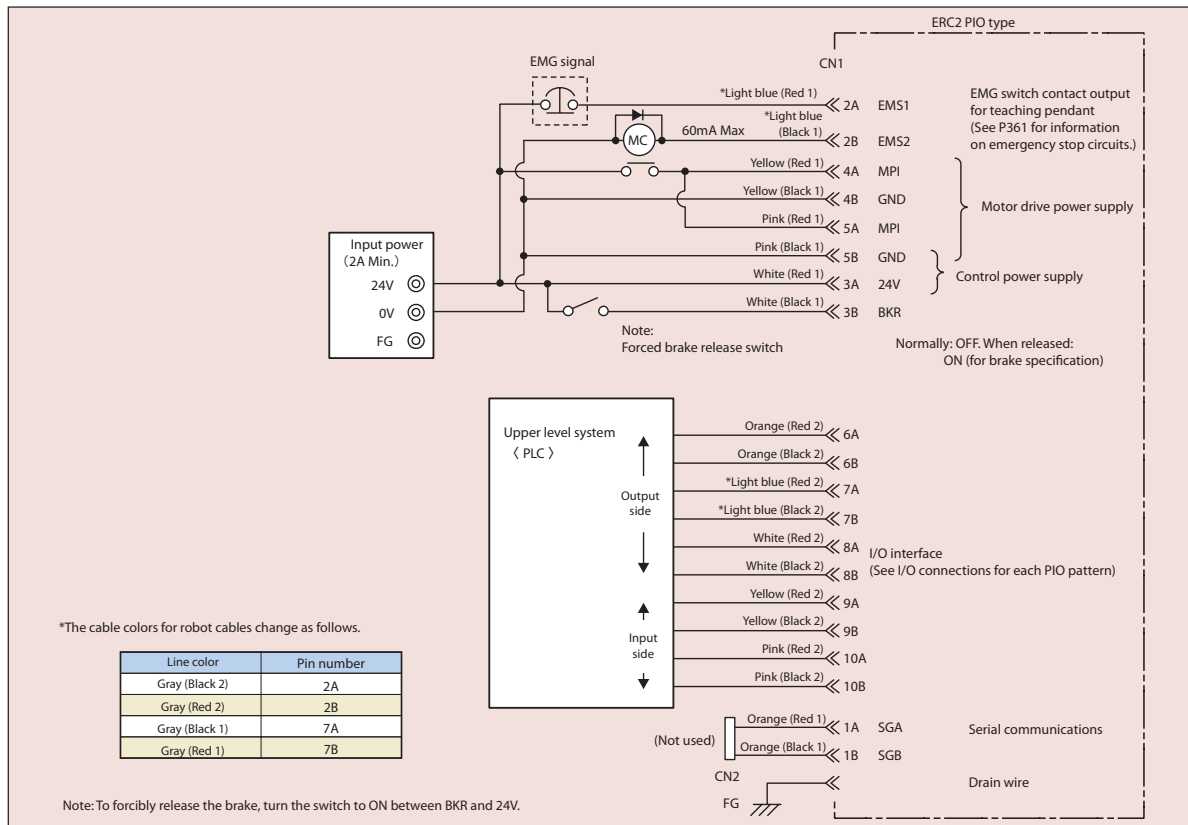 ERC2 PIO type
CN1
EMG signal
*Light blue (Red 1) 2A EMS1
EMG switch contact output
for teaching pendant
(See P361 for information
on emergency stop circuits.)
*Light blue
(Black 1) 2B EMS2
MC 60mA Max
Yellow (Red 1) 4A MPI
Yellow (Black 1) 4B GND
Motor drive power supply
Pink (Red 1) 5A MPI
Pink (Black 1) 5B GND
Control power supply
White (Red 1) 3A 24V
White (Black 1) 3B BKR
Input power
(2A Min.)
24V
0V
FG
Note:
Forced brake release switch
Normally: OFF. When released:
ON (for brake specification)
Upper level system
〈 PLC 〉
Output
side
Input
side
Orange (Red 2) 6A
Orange (Black 2) 6B
*Light blue (Red 2) 7A
*Light blue (Black 2) 7B
White (Red 2) 8A
White (Black 2) 8B
Yellow (Red 2) 9A
Yellow (Black 2) 9B
Pink (Red 2) 10A
Pink (Black 2) 10B
I/O interface
(See I/O connections for each PIO pattern)
*The cable colors for robot cables change as follows.
Line color Pin number
Gray (Black 2) 2A
Gray (Red 2) 2B
Gray (Black 1) 7A
Gray (Red 1) 7B
(Not used)
Orange (Red 1) 1A SGA Serial communications
Orange (Black 1) 1B SGB
CN2
FG
Drain wire
Note: To forcibly release the brake, turn the switch to ON between BKR and 24V.